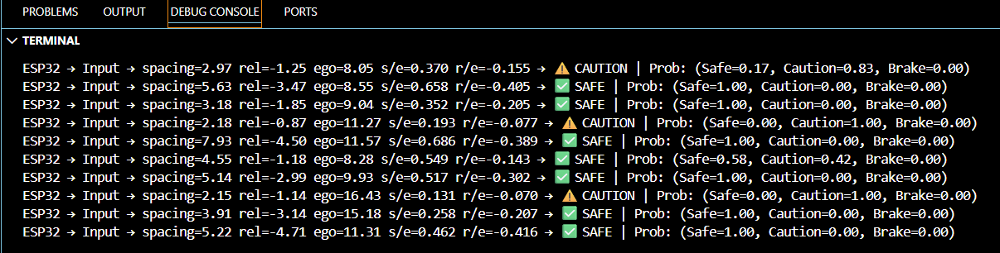 PROBLEMS OUTPUT DEBUG CONSOLE PORTS
TERMINAL
ESP32 → Input → spacing=2.97 rel=-1.25 ego=8.05 s/e=0.370 r/e=-0.155 → ⚠️ CAUTION | Prob: (Safe=0.17, Caution=0.83, Brake=0.00)
ESP32 → Input → spacing=5.63 rel=-3.47 ego=8.55 s/e=0.658 r/e=-0.405 → ✅ SAFE | Prob: (Safe=1.00, Caution=0.00, Brake=0.00)
ESP32 → Input → spacing=3.18 rel=-1.85 ego=9.04 s/e=0.352 r/e=-0.205 → ✅ SAFE | Prob: (Safe=1.00, Caution=0.00, Brake=0.00)
ESP32 → Input → spacing=2.18 rel=-0.87 ego=11.27 s/e=0.193 r/e=-0.077 → ⚠️ CAUTION | Prob: (Safe=0.00, Caution=1.00, Brake=0.00)
ESP32 → Input → spacing=7.93 rel=-4.50 ego=11.57 s/e=0.686 r/e=-0.389 → ✅ SAFE | Prob: (Safe=1.00, Caution=0.00, Brake=0.00)
ESP32 → Input → spacing=4.55 rel=-1.18 ego=8.28 s/e=0.549 r/e=-0.143 → ✅ SAFE | Prob: (Safe=0.58, Caution=0.42, Brake=0.00)
ESP32 → Input → spacing=5.14 rel=-2.99 ego=9.93 s/e=0.517 r/e=-0.302 → ✅ SAFE | Prob: (Safe=1.00, Caution=0.00, Brake=0.00)
ESP32 → Input → spacing=2.15 rel=-1.14 ego=16.43 s/e=0.131 r/e=-0.070 → ⚠️ CAUTION | Prob: (Safe=0.00, Caution=1.00, Brake=0.00)
ESP32 → Input → spacing=3.91 rel=-3.14 ego=15.18 s/e=0.258 r/e=-0.207 → ✅ SAFE | Prob: (Safe=1.00, Caution=0.00, Brake=0.00)
ESP32 → Input → spacing=5.22 rel=-4.71 ego=11.31 s/e=0.462 r/e=-0.416 → ✅ SAFE | Prob: (Safe=1.00, Caution=0.00, Brake=0.00)